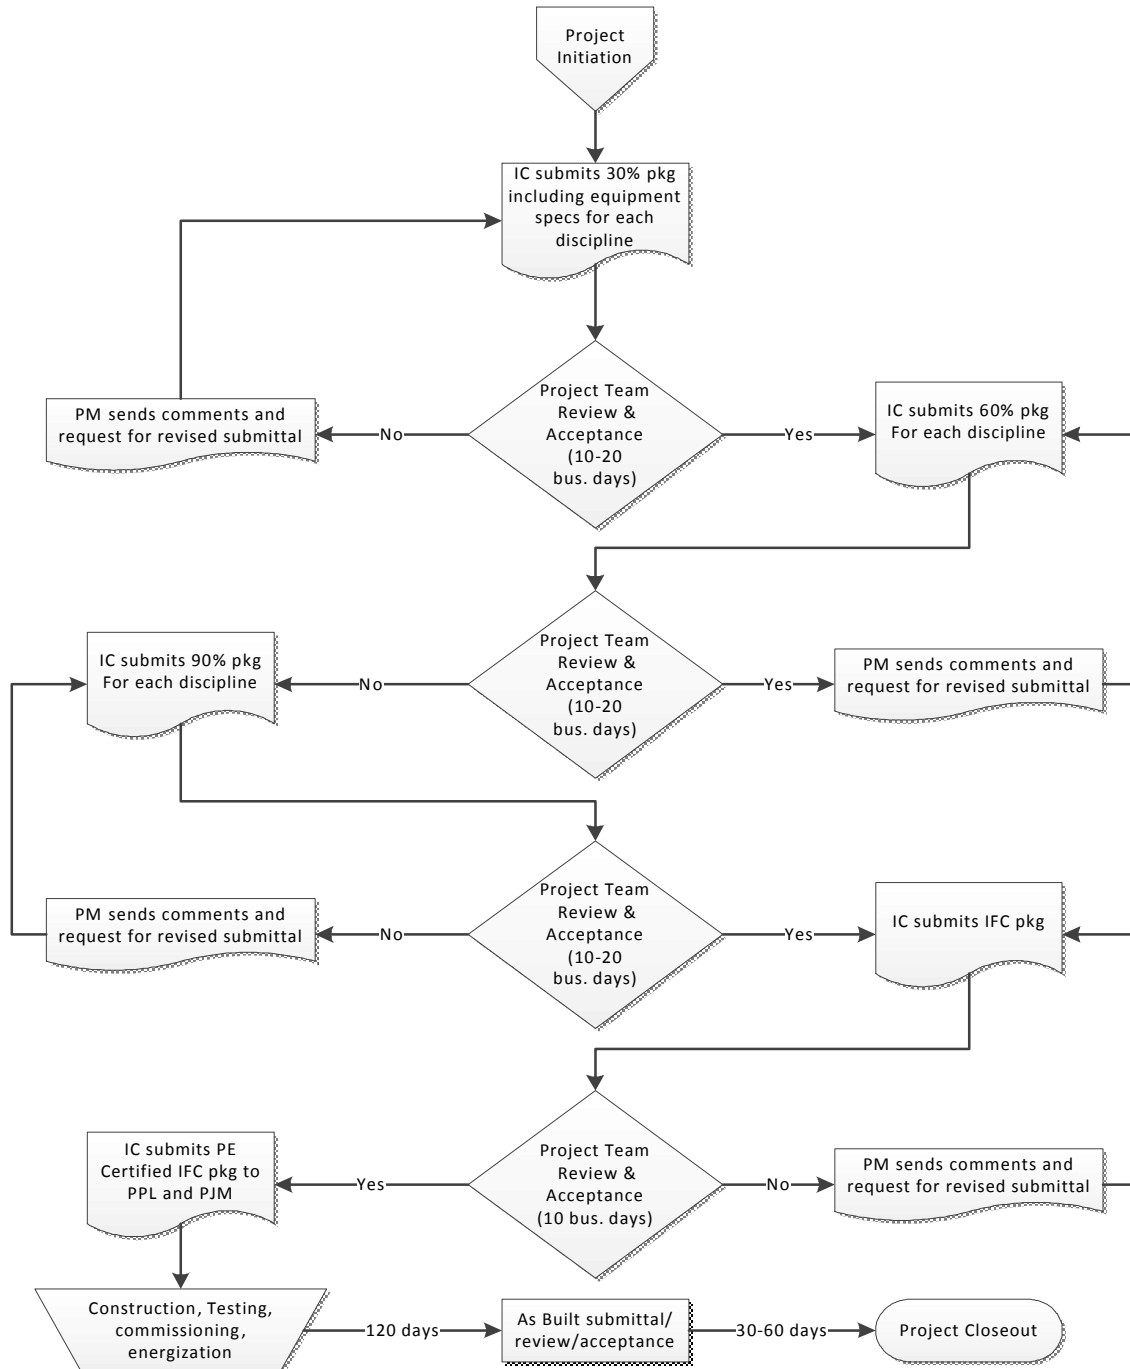 Project
Initiation
IC submits 30% pkg
including equipment
specs for each
discipline
Project Team
Review &
Acceptance
(10-20
bus. days)
No
PM sends comments and
request for revised submittal
Yes
IC submits 60% pkg
For each discipline
Project Team
Review &
Acceptance
(10-20
bus. days)
No
IC submits 90% pkg
For each discipline
Yes
PM sends comments and
request for revised submittal
Project Team
Review &
Acceptance
(10-20
bus. days)
No
PM sends comments and
request for revised submittal
Yes
IC submits IFC pkg
Project Team
Review &
Acceptance
(10 bus. days)
Yes
IC submits PE
Certified IFC pkg to
PPL and PJM
No
PM sends comments and
request for revised submittal
Construction, Testing,
commissioning,
energization
120 days
As Built submittal/
review/acceptance
30-60 days
Project Closeout